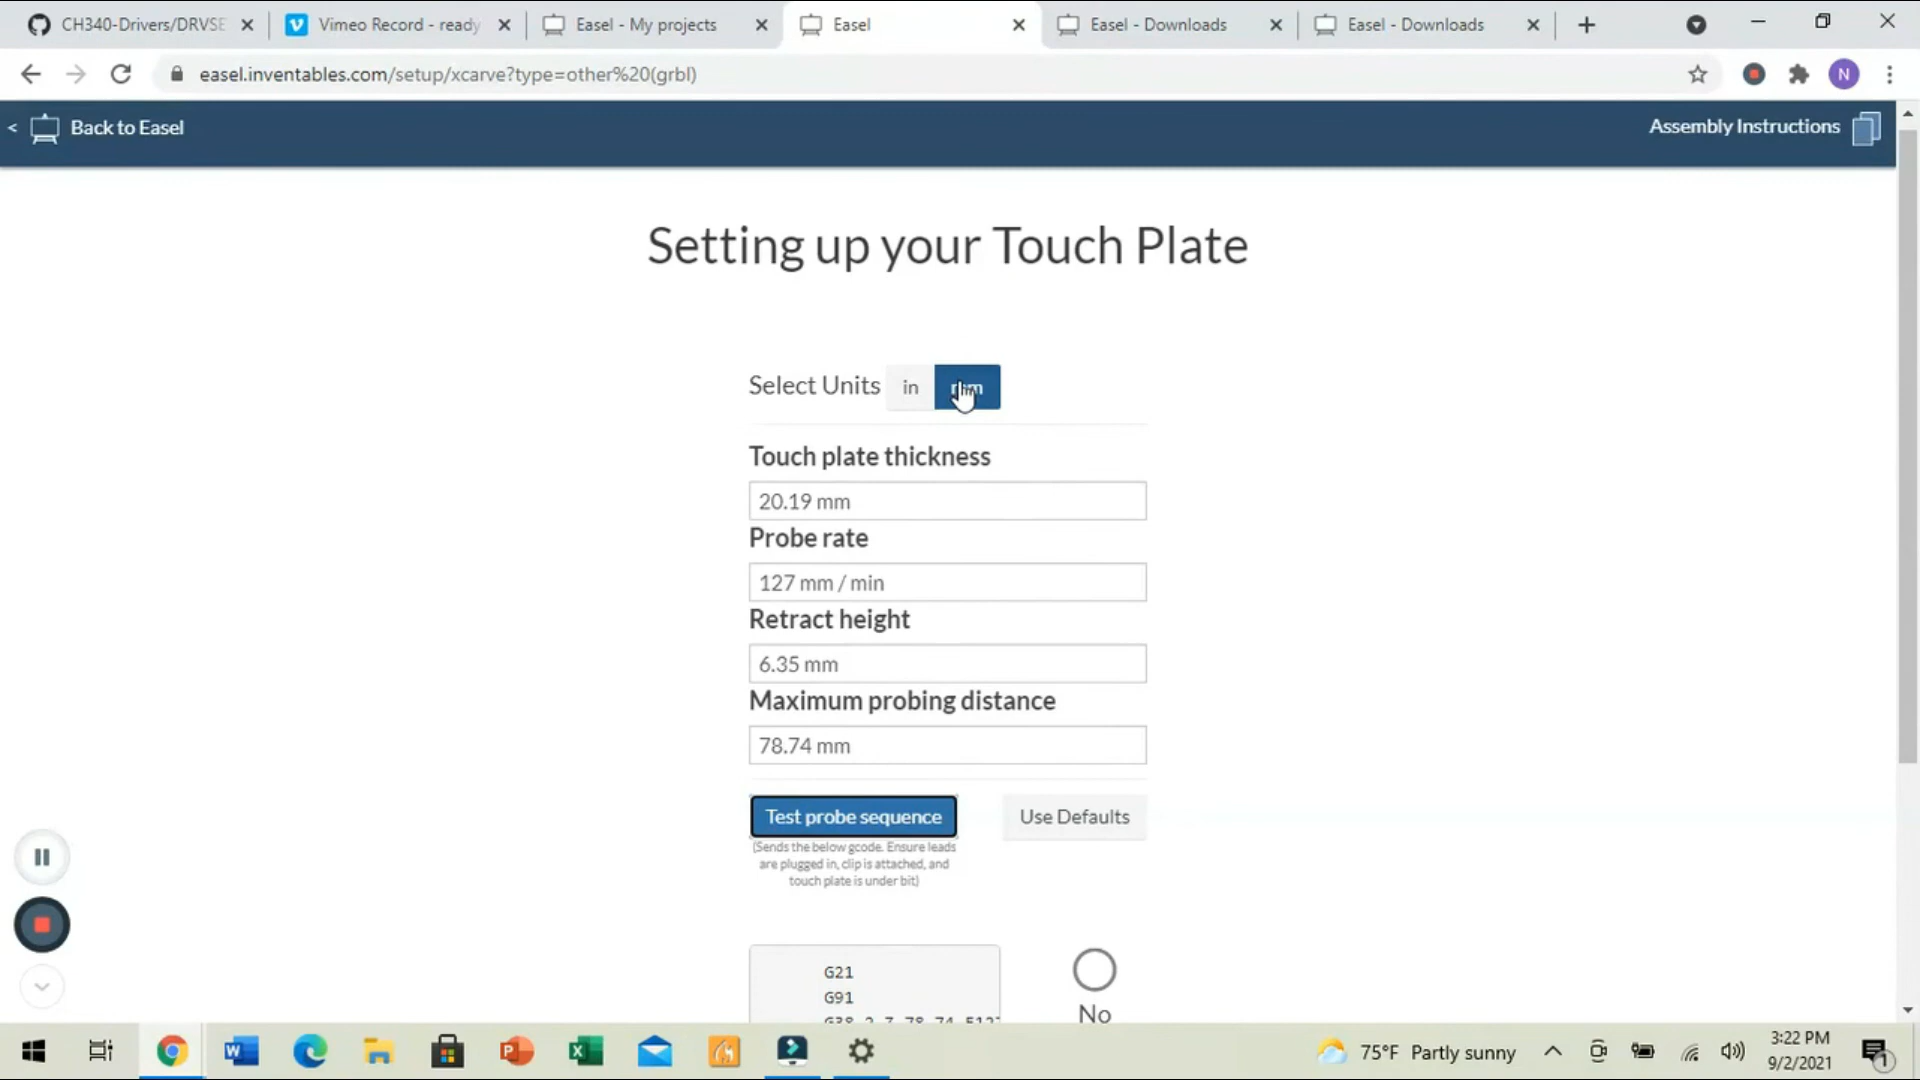 CH340-Drivers/DRVSE
Vimeo Record - ready
Easel - My projects
Easel
Easel - Downloads
Easel - Downloads
easel.inventables.com/setup/xcarve?type=other%20(grbl)
N
< Back to Easel
Assembly Instructions
Setting up your Touch Plate
Select Units in
Touch plate thickness
20.19 mm
Probe rate
127 mm / min
Retract height
6.35 mm
Maximum probing distance
78.74 mm
Test probe sequence
Use Defaults
(Sends the below gcode. Ensure leads
are plugged in, clip is attached, and
touch plate is under bit)
G21
G91
No
75°F Partly sunny
3:22 PM
9/2/2021
1